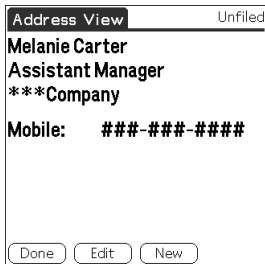 Address View Unfiled
Melanie Carter
Assistant Manager
***Company
Mobile: ###-###-####
Done Edit New